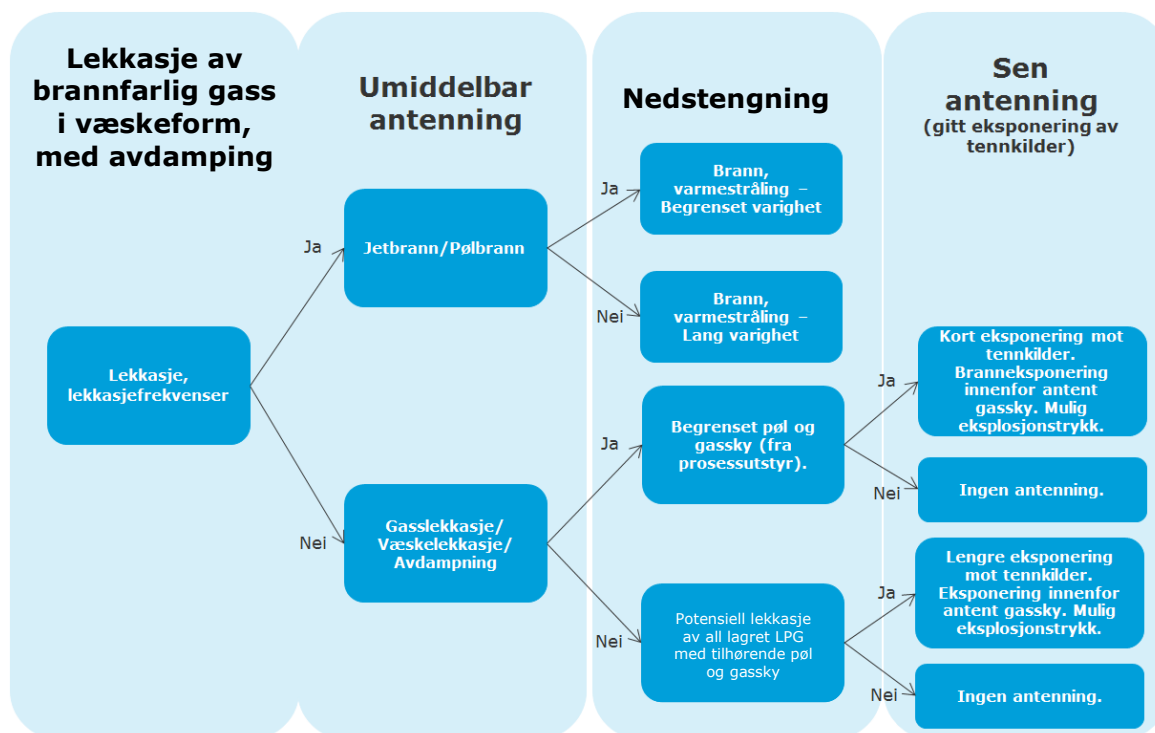 Lekkasje av
brannfarlig gass
i væskeform,
med avdamping
Umiddelbar
antenning
Nedstengning
Sen
antenning
(gitt eksponering av
tennkilder)
Lekkasje,
lekkasjefrekvenser
Ja
Nei
Jetbrann/Pølbrann
Gasslekkasje/
Væskelekkasje/
Avdampning
Ja
Brann,
varmestråling –
Begrenset varighet
Nei
Brann,
varmestråling –
Lang varighet
Ja
Begrenset pøl og
gassky (fra
prosessutstyr).
Nei
Potensiell lekkasje
av all lagret LPG
med tilhørende pøl
og gassky
Ja
Kort eksponering mot
tennkilder.
Branneksponering
innenfor antent
gassky. Mulig
eksplosjonstrykk.
Nei
Ingen antenning.
Ja
Lengre eksponering
mot tennkilder.
Eksponering innenfor
antent gassky. Mulig
eksplosjonstrykk.
Nei
Ingen antenning.